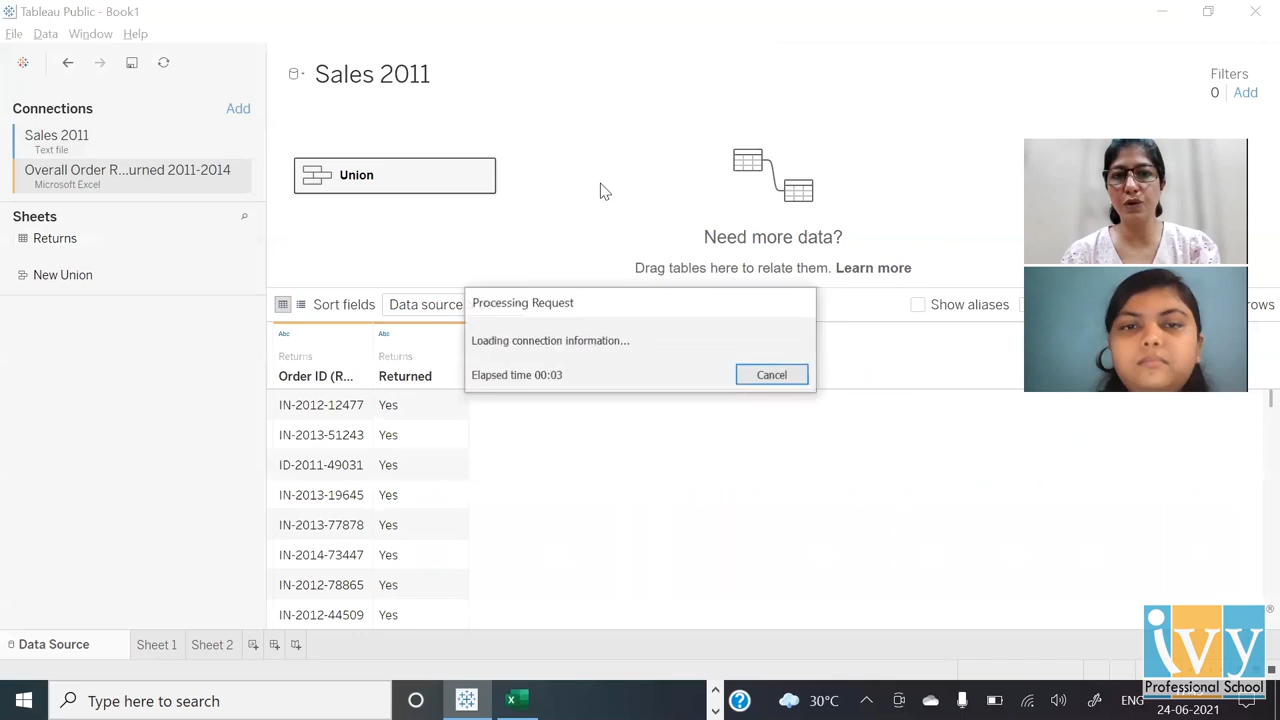 Tableau Public - Book1
File Data Window Help
Connections Add
Sales 2011
Text file
Overall Order R...urned 2011-2014
Microsoft Excel
Sheets
Returns
New Union
Sales 2011
Filters
0 Add
Union
Need more data?
Drag tables here to relate them. Learn more
Sort fields Data source Show aliases rows
Processing Request
Loading connection information...
Elapsed time 00:03 Cancel
Abc Abc
Returns Returns
Order ID (R... Returned
IN-2012-12477 Yes
IN-2013-51243 Yes
ID-2011-49031 Yes
IN-2013-19645 Yes
IN-2013-77878 Yes
IN-2014-73447 Yes
IN-2012-78865 Yes
IN-2012-44509 Yes
Data Source Sheet 1 Sheet 2
ivy
Professional School
®
Type here to search
30°C ENG
24-06-2021